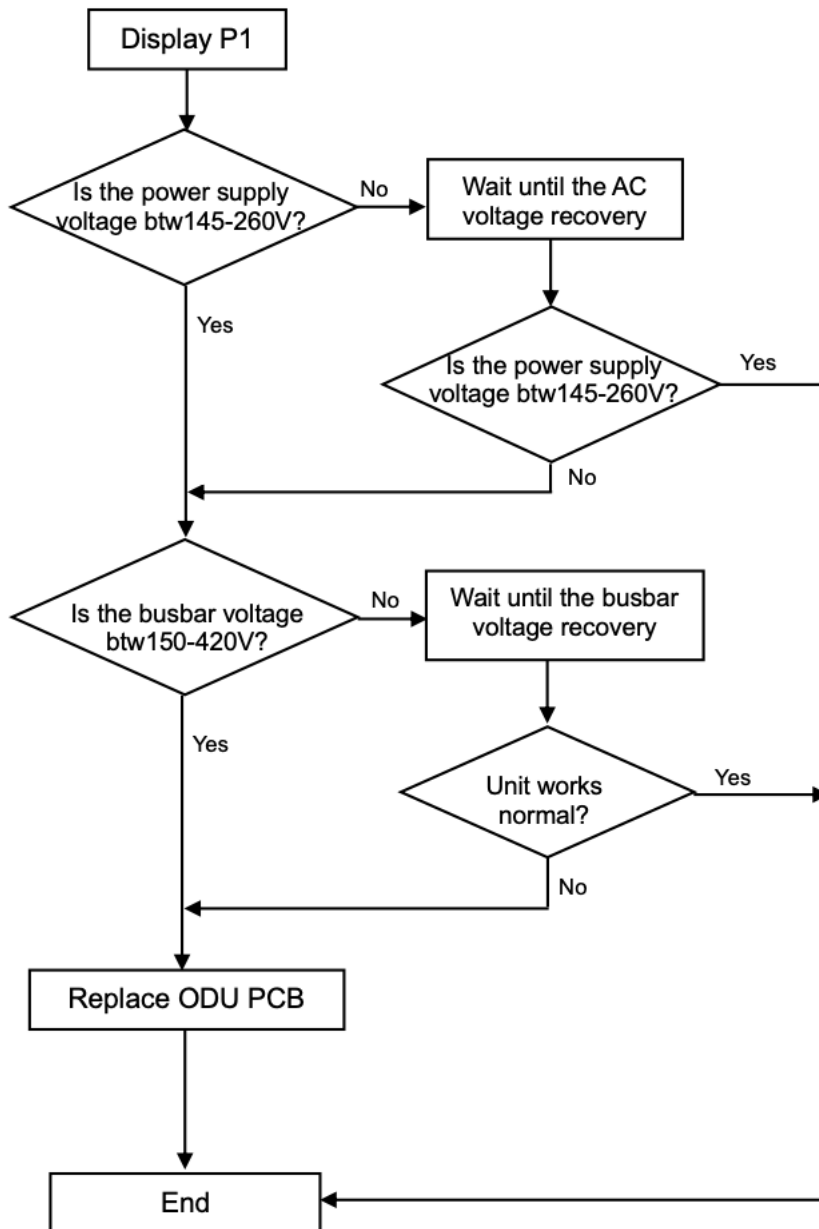 Display P1
Is the power supply
voltage btw145-260V?
No
Wait until the AC
voltage recovery
Yes
Is the power supply
voltage btw145-260V?
Yes
No
Is the busbar voltage
btw150-420V?
No
Wait until the busbar
voltage recovery
Yes
Unit works
normal?
Yes
No
Replace ODU PCB
End